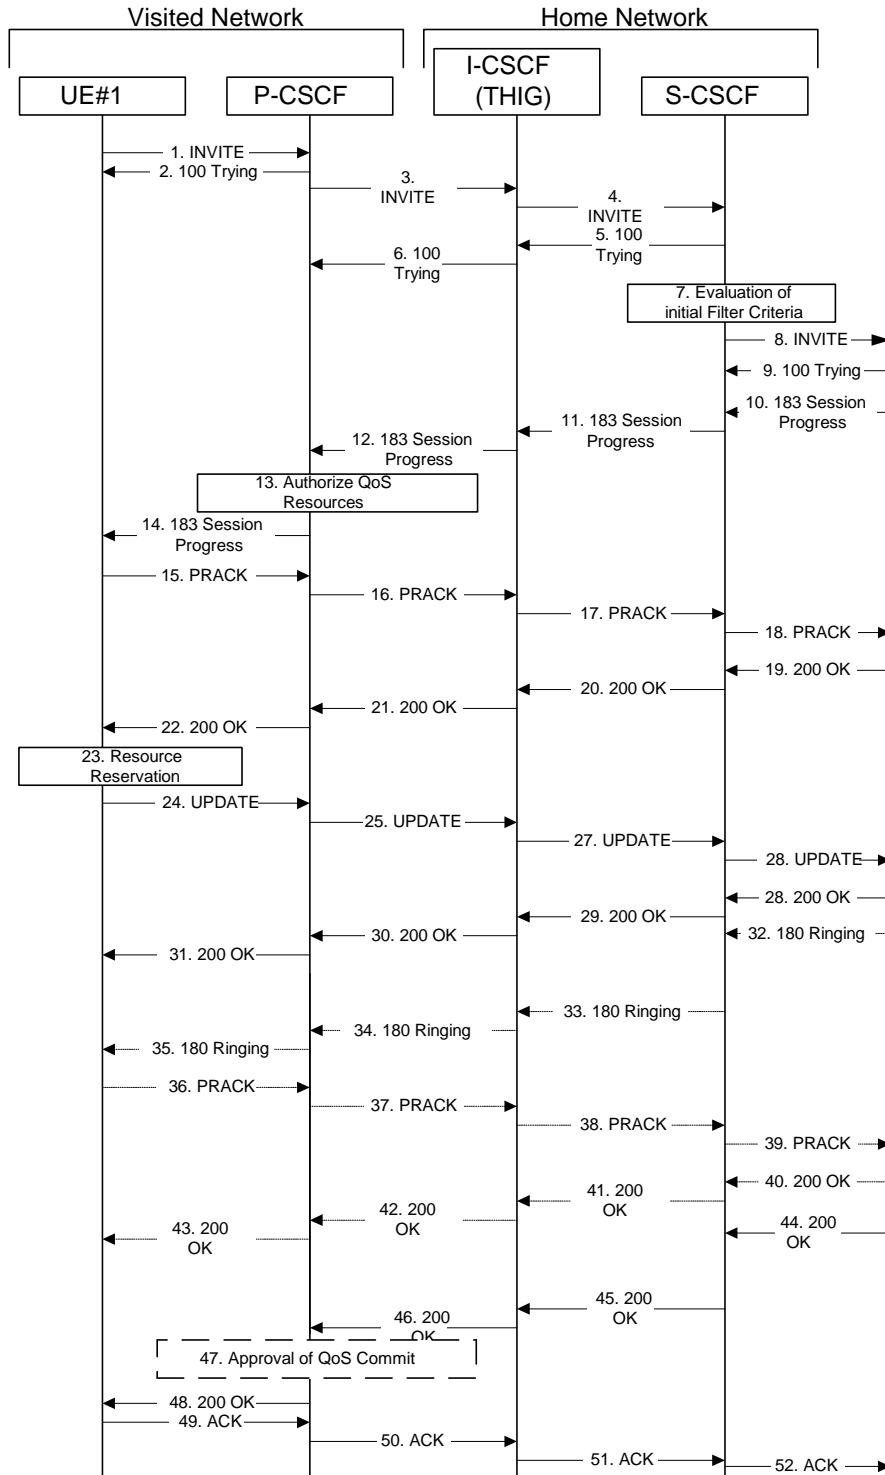 Visited Network
Home Network
UE#1
P-CSCF
I-CSCF
(THIG)
S-CSCF
1. INVITE
2. 100 Trying
3.
INVITE
4.
INVITE
5. 100
Trying
6. 100
Trying
7. Evaluation of
initial Filter Criteria
8. INVITE
9. 100 Trying
10. 183 Session
Progress
11. 183 Session
Progress
12. 183 Session
Progress
13. Authorize QoS
Resources
14. 183 Session
Progress
15. PRACK
16. PRACK
17. PRACK
18. PRACK
19. 200 OK
20. 200 OK
21. 200 OK
22. 200 OK
23. Resource
Reservation
24. UPDATE
25. UPDATE
27. UPDATE
28. UPDATE
28. 200 OK
29. 200 OK
30. 200 OK
32. 180 Ringing
31. 200 OK
33. 180 Ringing
34. 180 Ringing
35. 180 Ringing
36. PRACK
37. PRACK
38. PRACK
39. PRACK
40. 200 OK
41. 200
OK
42. 200
OK
43. 200
OK
44. 200
OK
45. 200
OK
46. 200
OK
47. Approval of QoS Commit
48. 200 OK
49. ACK
50. ACK
51. ACK
52. ACK